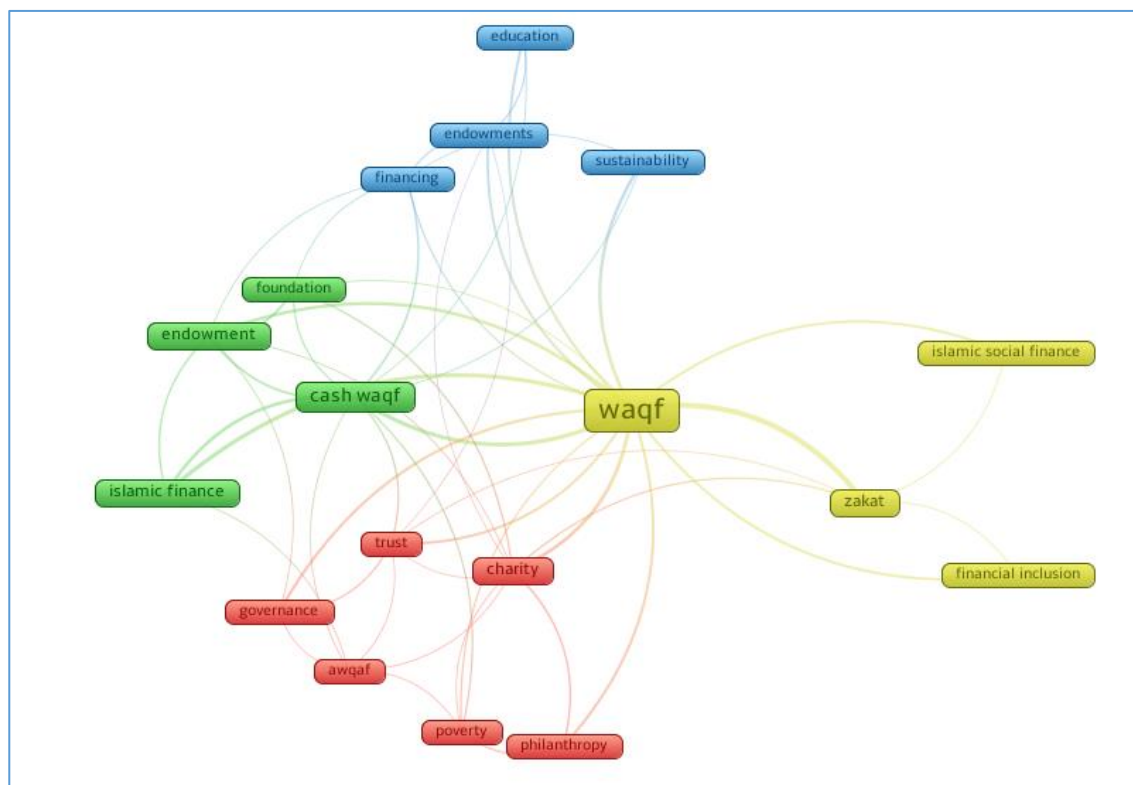 education
endowments
sustainability
financing
foundation
endowment
islamic social finance
cash waqf
waqf
islamic finance
zakat
trust
charity
financial inclusion
governance
awqaf
poverty
philanthropy